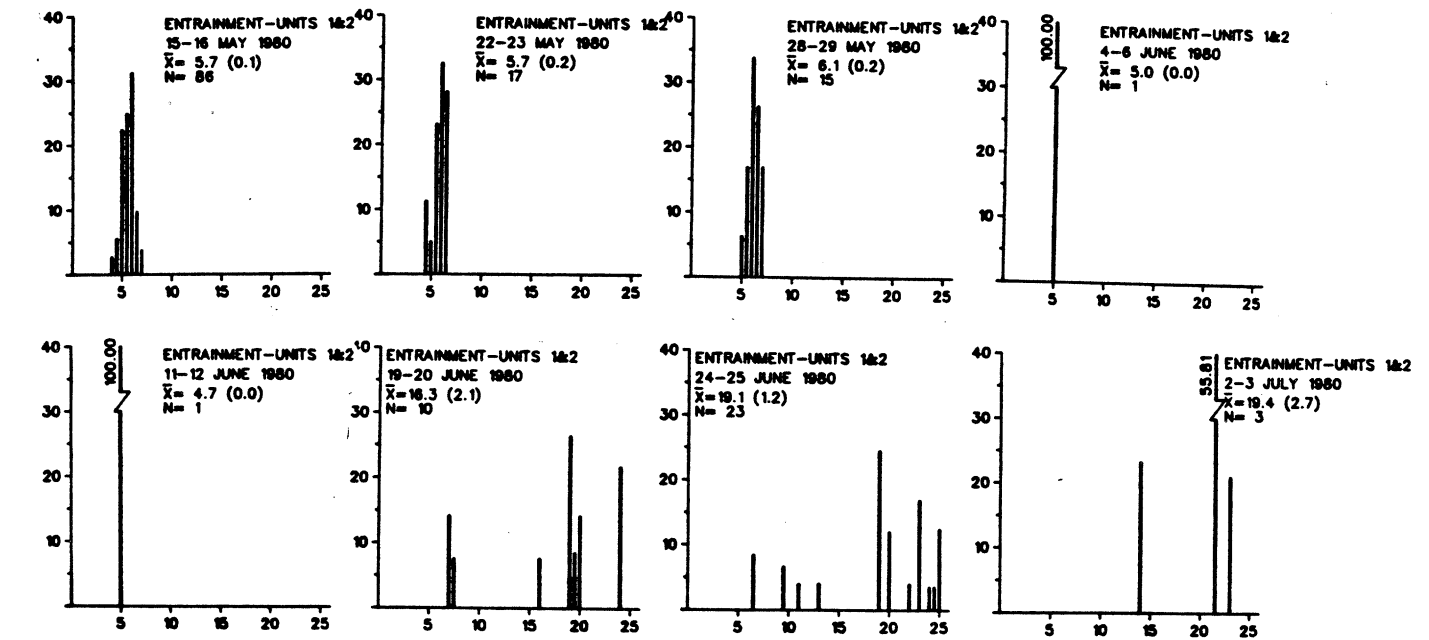 40
30
20
10
5 10 15 20 25
ENTRAINMENT-UNITS 1&2
15-16 MAY 1980
X̄= 5.7 (0.1)
N= 86
40
30
20
10
5 10 15 20 25
ENTRAINMENT-UNITS 1&2
22-23 MAY 1980
X̄= 5.7 (0.2)
N= 17
40
30
20
10
5 10 15 20 25
ENTRAINMENT-UNITS 1&2
28-29 MAY 1980
X̄= 6.1 (0.2)
N= 15
40
30
20
10
5 10 15 20 25
100.00
ENTRAINMENT-UNITS 1&2
4-6 JUNE 1980
X̄= 5.0 (0.0)
N= 1
40
30
20
10
5 10 15 20 25
100.00
ENTRAINMENT-UNITS 1&2
11-12 JUNE 1980
X̄= 4.7 (0.0)
N= 1
40
30
20
10
5 10 15 20 25
ENTRAINMENT-UNITS 1&2
19-20 JUNE 1980
X̄=16.3 (2.1)
N= 10
40
30
20
10
5 10 15 20 25
ENTRAINMENT-UNITS 1&2
24-25 JUNE 1980
X̄=19.1 (1.2)
N= 23
40
30
20
10
5 10 15 20 25
55.81
ENTRAINMENT-UNITS 1&2
2-3 JULY 1980
X̄=19.4 (2.7)
N= 3